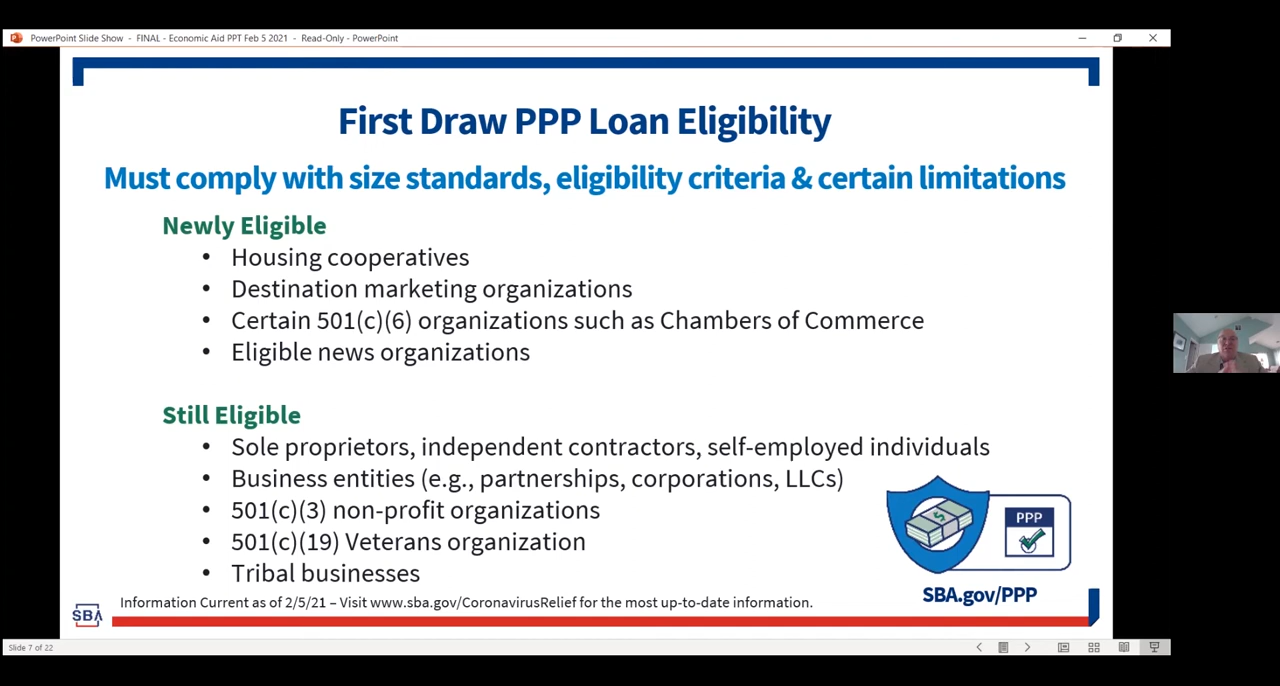 PowerPoint Slide Show - FINAL - Economic Aid PPT Feb 5 2021 - Read-Only - PowerPoint
First Draw PPP Loan Eligibility
Must comply with size standards, eligibility criteria & certain limitations
Newly Eligible
• Housing cooperatives
• Destination marketing organizations
• Certain 501(c)(6) organizations such as Chambers of Commerce
• Eligible news organizations
Still Eligible
• Sole proprietors, independent contractors, self-employed individuals
• Business entities (e.g., partnerships, corporations, LLCs)
• 501(c)(3) non-profit organizations
• 501(c)(19) Veterans organization
• Tribal businesses
$
PPP
SBA.gov/PPP
SBA
Information Current as of 2/5/21 – Visit www.sba.gov/CoronavirusRelief for the most up-to-date information.
Slide 7 of 22